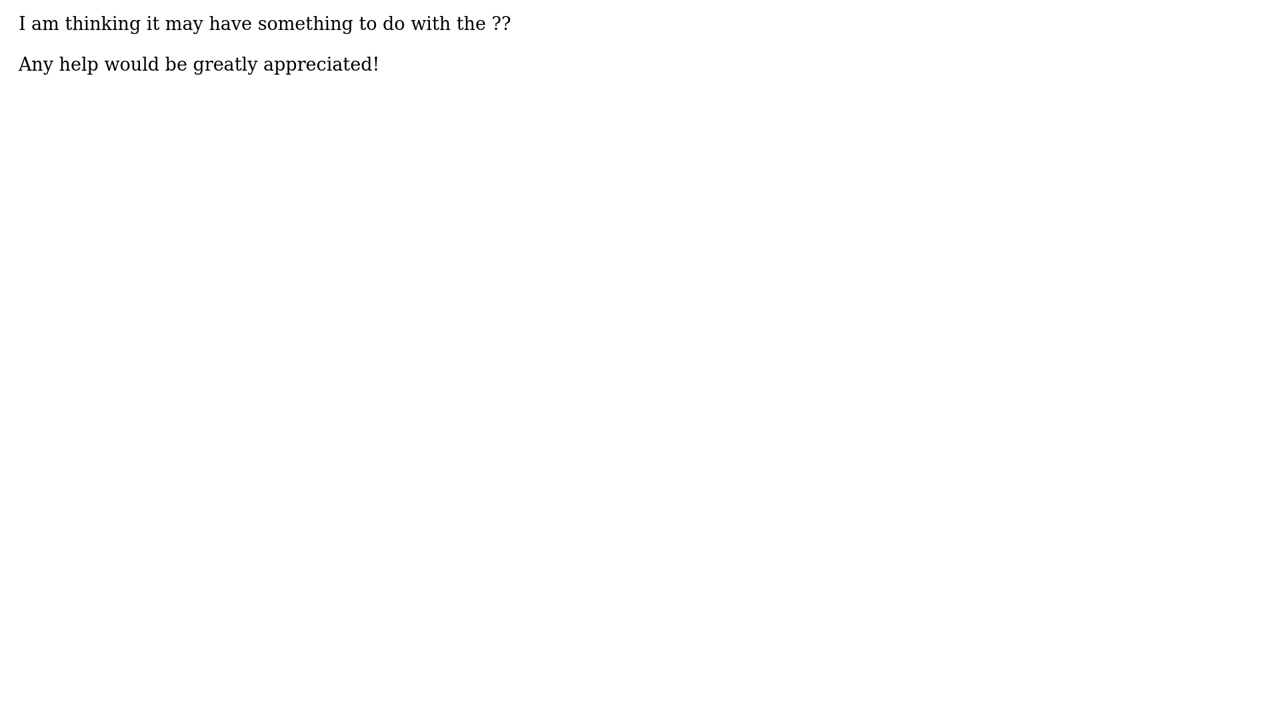 I am thinking it may have something to do with the ??
Any help would be greatly appreciated!